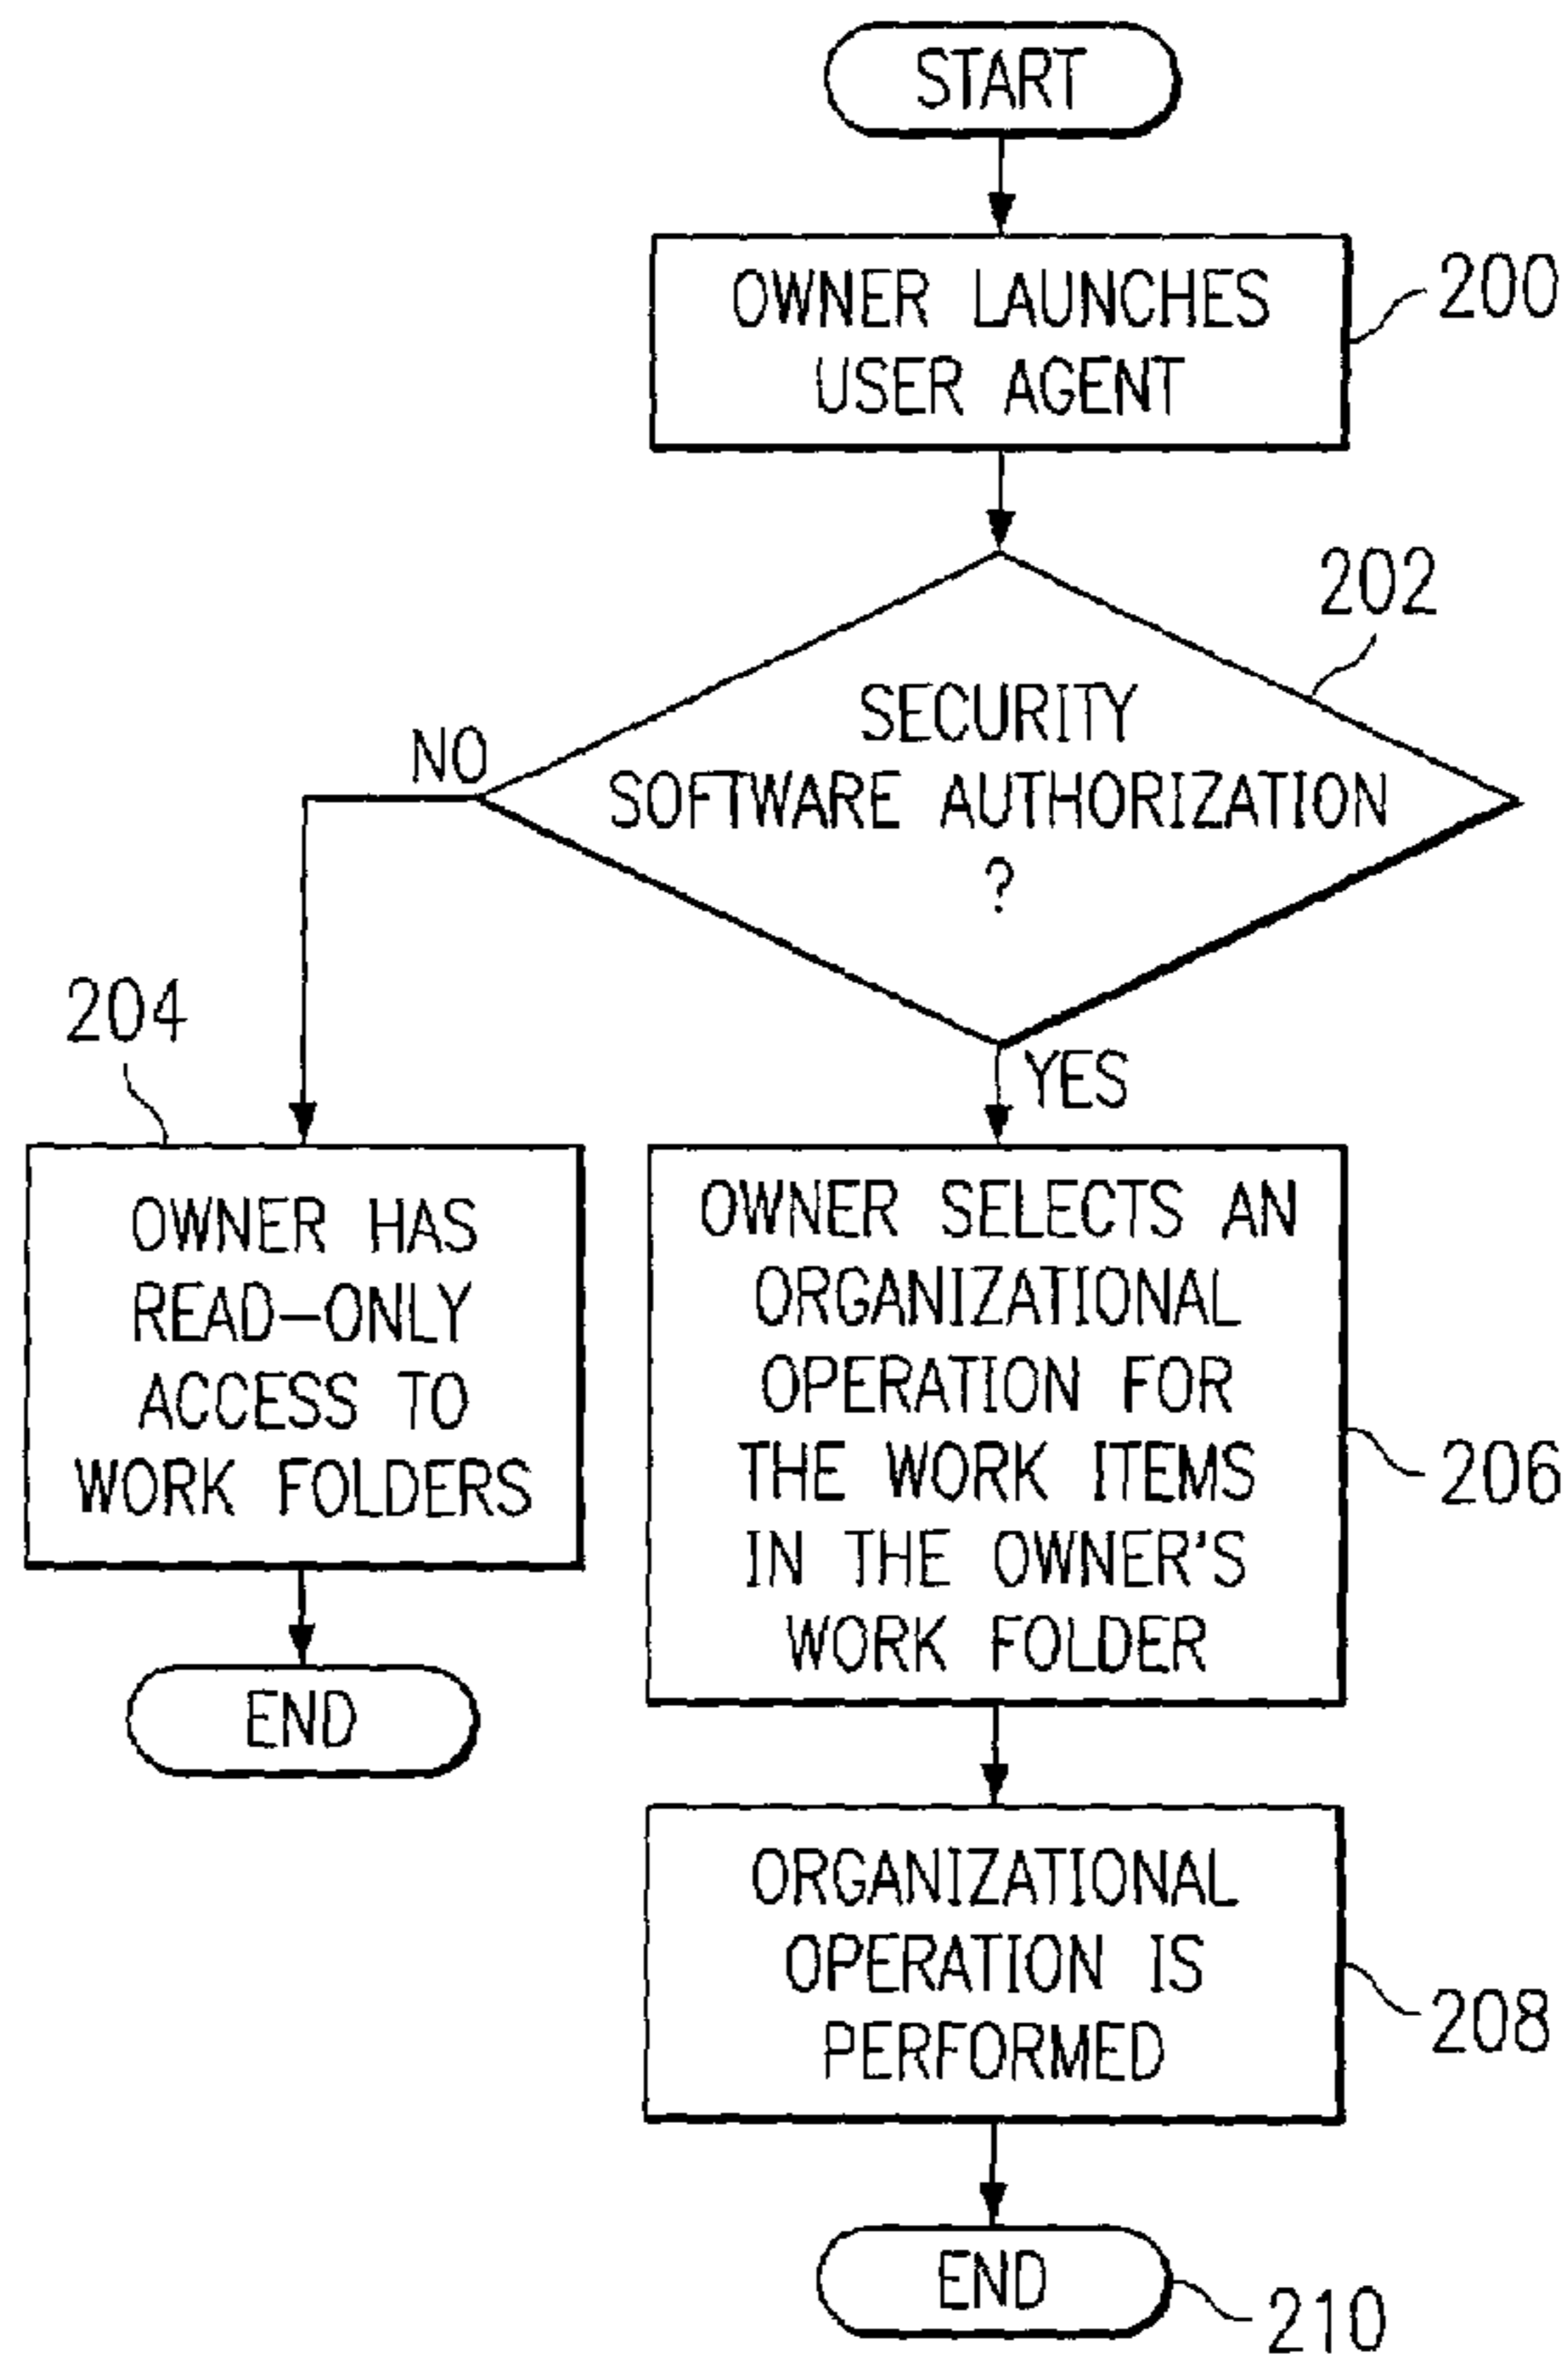 START
OWNER LAUNCHES
USER AGENT
200
202
SECURITY
SOFTWARE AUTHORIZATION
?
NO
YES
204
OWNER HAS
READ-ONLY
ACCESS TO
WORK FOLDERS
END
OWNER SELECTS AN
ORGANIZATIONAL
OPERATION FOR
THE WORK ITEMS
IN THE OWNER'S
WORK FOLDER
206
ORGANIZATIONAL
OPERATION IS
PERFORMED
208
END
210